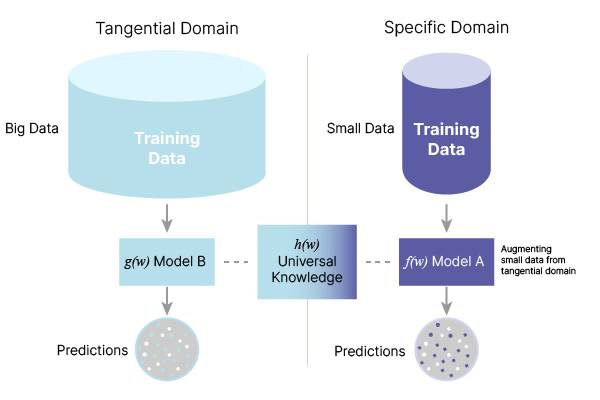 Tangential Domain
Specific Domain
Big Data
Training
Data
Small Data
Training
Data
g(w) Model B
h(w)
Universal
Knowledge
f(w) Model A
Augmenting
small data from
tangential domain
Predictions
Predictions